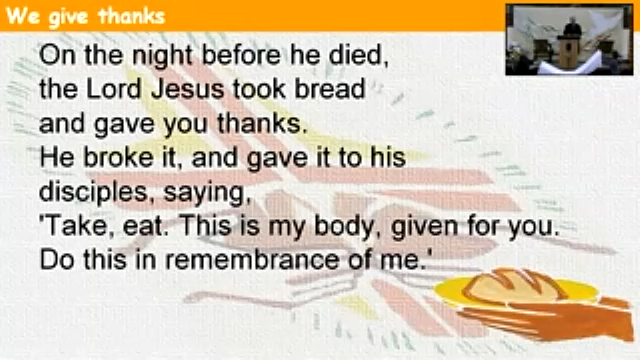 We give thanks
On the night before he died,
the Lord Jesus took bread
and gave you thanks.
He broke it, and gave it to his
disciples, saying,
'Take, eat. This is my body, given for you.
Do this in remembrance of me.'